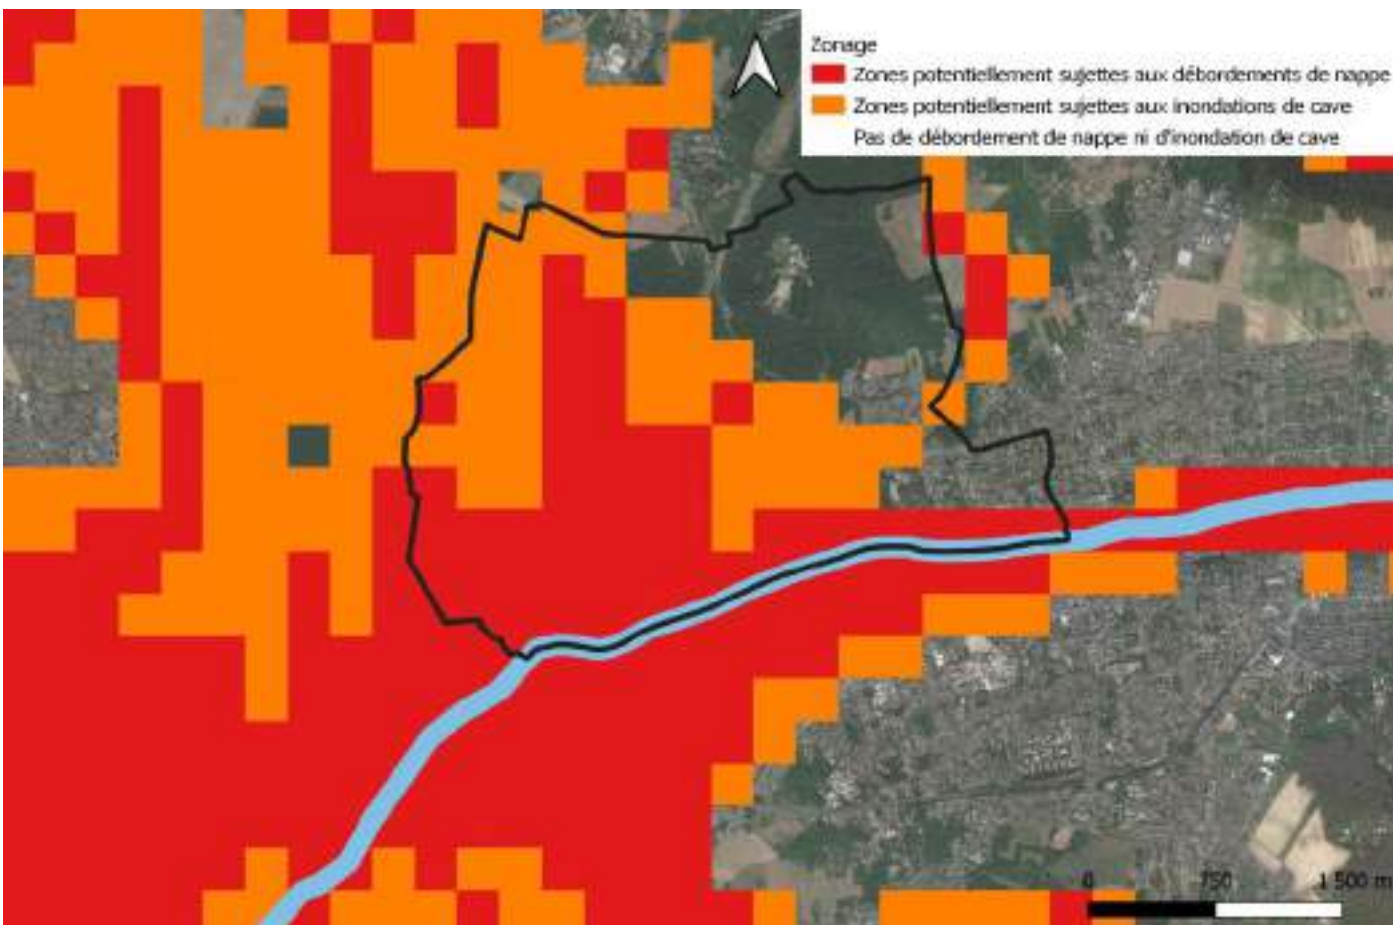 Zonage
Zones potentiellement sujettes aux débordements de nappe
Zones potentiellement sujettes aux inondations de cave
Pas de débordement de nappe ni d'inondation de cave
0 750 1 500 m